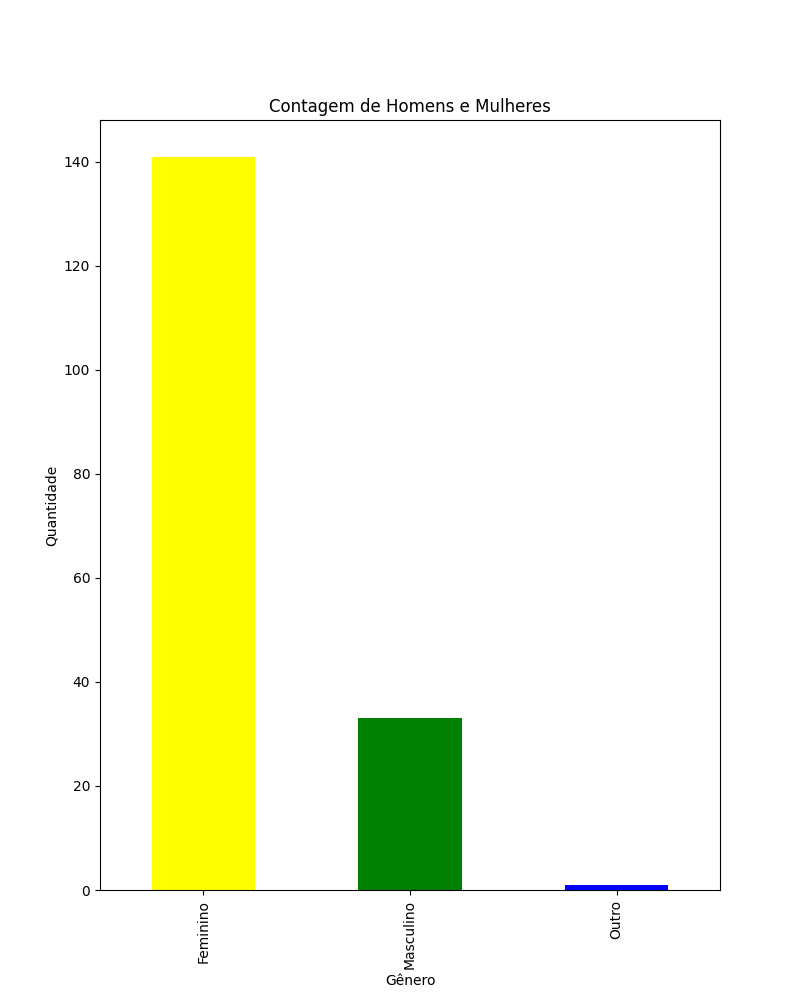 Contagem de Homens e Mulheres
Quantidade
140
120
100
80
60
40
20
0
Feminino
Masculino
Outro
Gênero